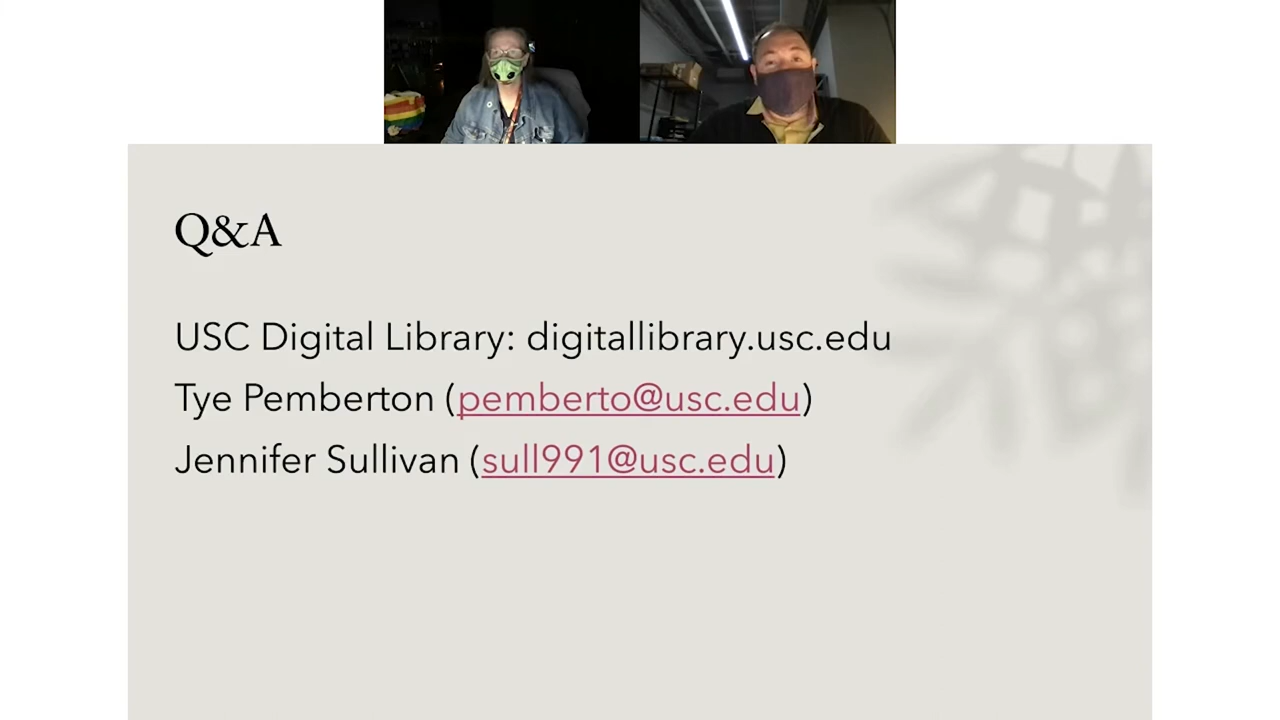 Q&A
USC Digital Library: digitallibrary.usc.edu
Tye Pemberton (pemberto@usc.edu)
Jennifer Sullivan (sull991@usc.edu)